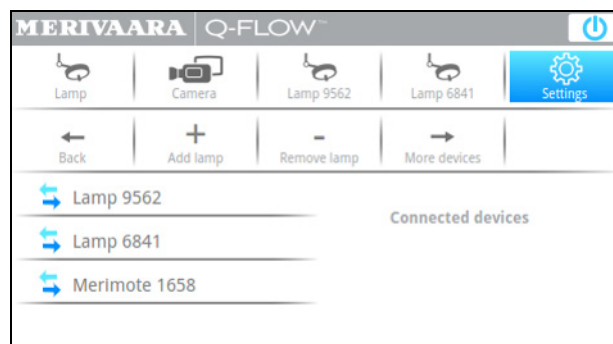 MERIVAARA Q-FLOW™
Lamp Camera Lamp 9562 Lamp 6841 Settings
Back Add lamp Remove lamp More devices
Lamp 9562
Connected devices
Lamp 6841
Merimote 1658